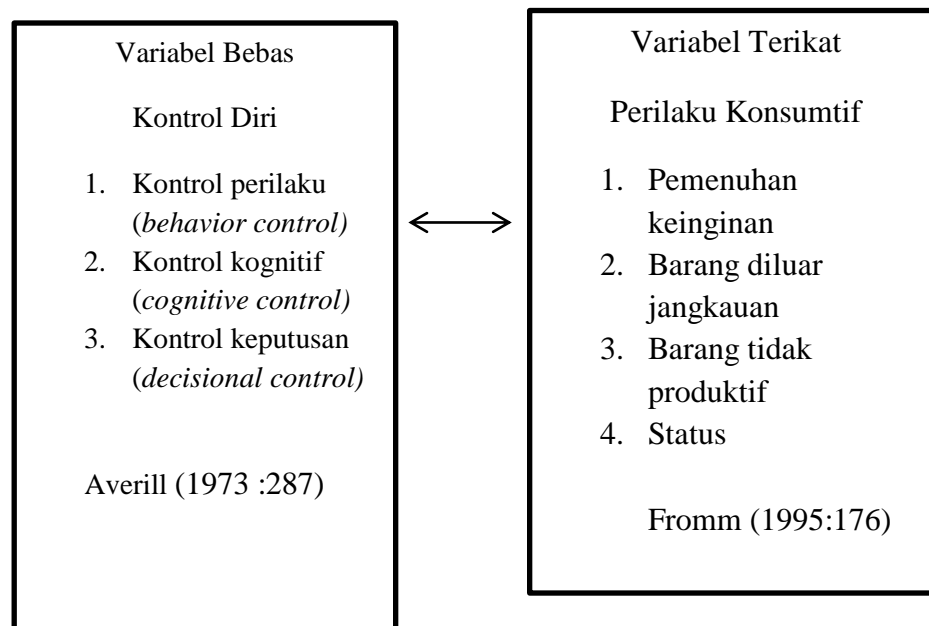 Variabel Bebas
Kontrol Diri
1. Kontrol perilaku
(behavior control)
2. Kontrol kognitif
(cognitive control)
3. Kontrol keputusan
(decisional control)
Averill (1973 :287)
Variabel Terikat
Perilaku Konsumtif
1. Pemenuhan
keinginan
2. Barang diluar
jangkauan
3. Barang tidak
produktif
4. Status
Fromm (1995:176)